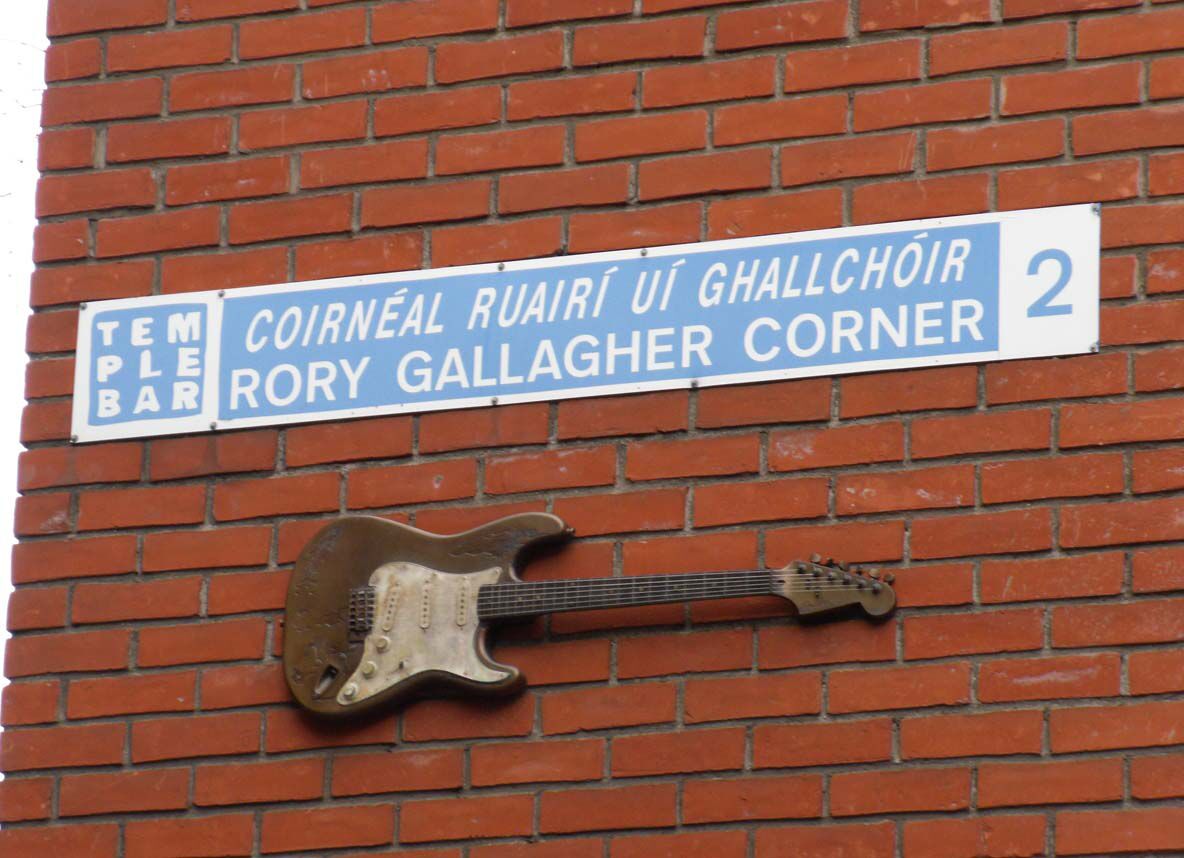 TEM
PLE
BAR
COIRNÉAL RUAIRÍ UÍ GHALLCHÓIR
RORY GALLAGHER CORNER
2